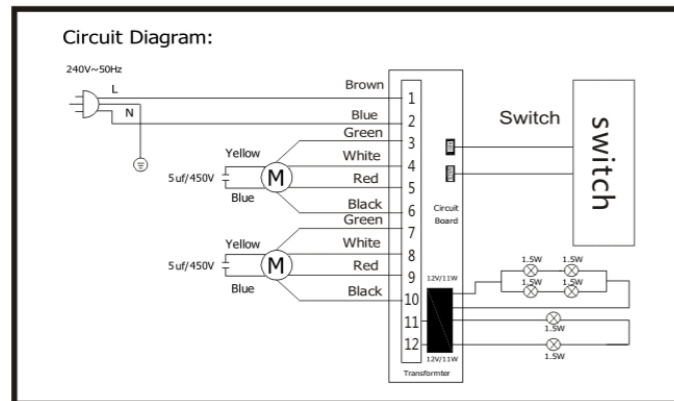 Circuit Diagram:
240V~50Hz
L
N
Brown
Blue
Green
White
Red
Black
Green
White
Red
Black
Yellow
5uf/450V
Blue
M
Yellow
5uf/450V
Blue
M
1
2
3
4
5
6
7
8
9
10
11
12
Circuit
Board
Switch
switch
12V/11W
12V/11W
Transformter
1.5W
1.5W
1.5W
1.5W
1.5W
1.5W